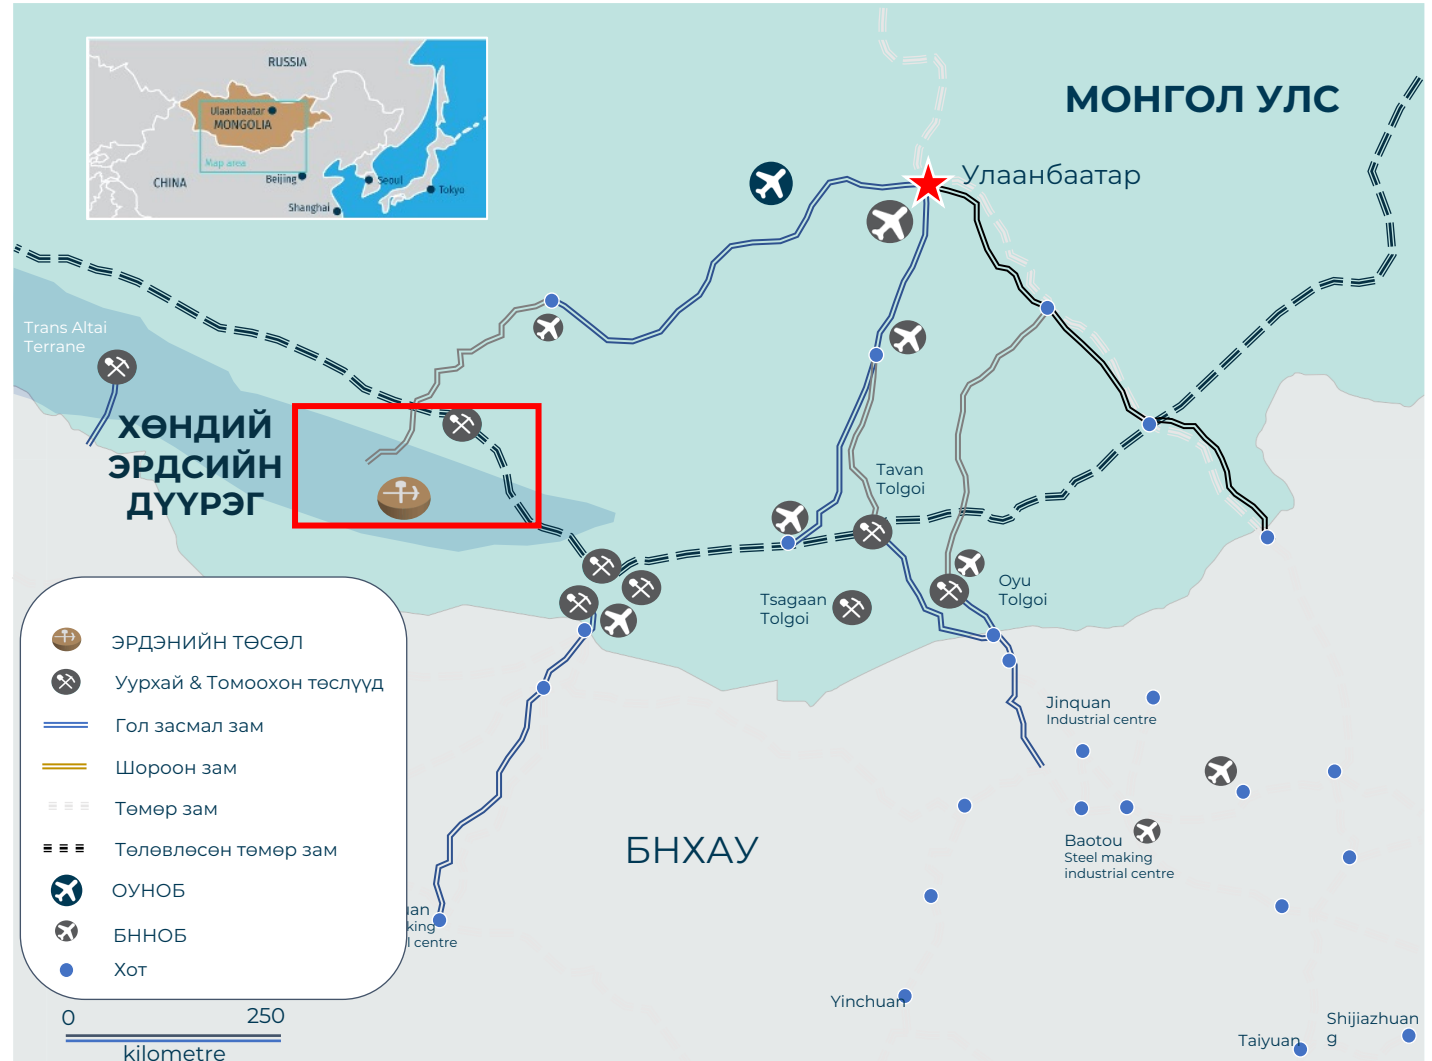 RUSSIA
Ulaanbaatar
MONGOLIA
Map area
CHINA
Beijing
Seoul
Tokyo
Shanghai
МОНГОЛ УЛС
Улаанбаатар
Trans Altai
Terrane
ХӨНДИЙ
ЭРДСИЙН
ДҮҮРЭГ
Tavan
Tolgoi
Tsagaan
Tolgoi
Oyu
Tolgoi
ЭРДЭНИЙН ТӨСӨЛ
Уурхай & Томоохон төслүүд
Гол засмал зам
Шороон зам
Төмөр зам
Төлөвлөсөн төмөр зам
ОУНОБ
БННОБ
Хот
Jinquan
Industrial centre
БНХАУ
Baotou
Steel making
industrial centre
uan
king
l centre
Yinchuan
Shijiazhuan
g
Taiyuan
0 250
kilometre